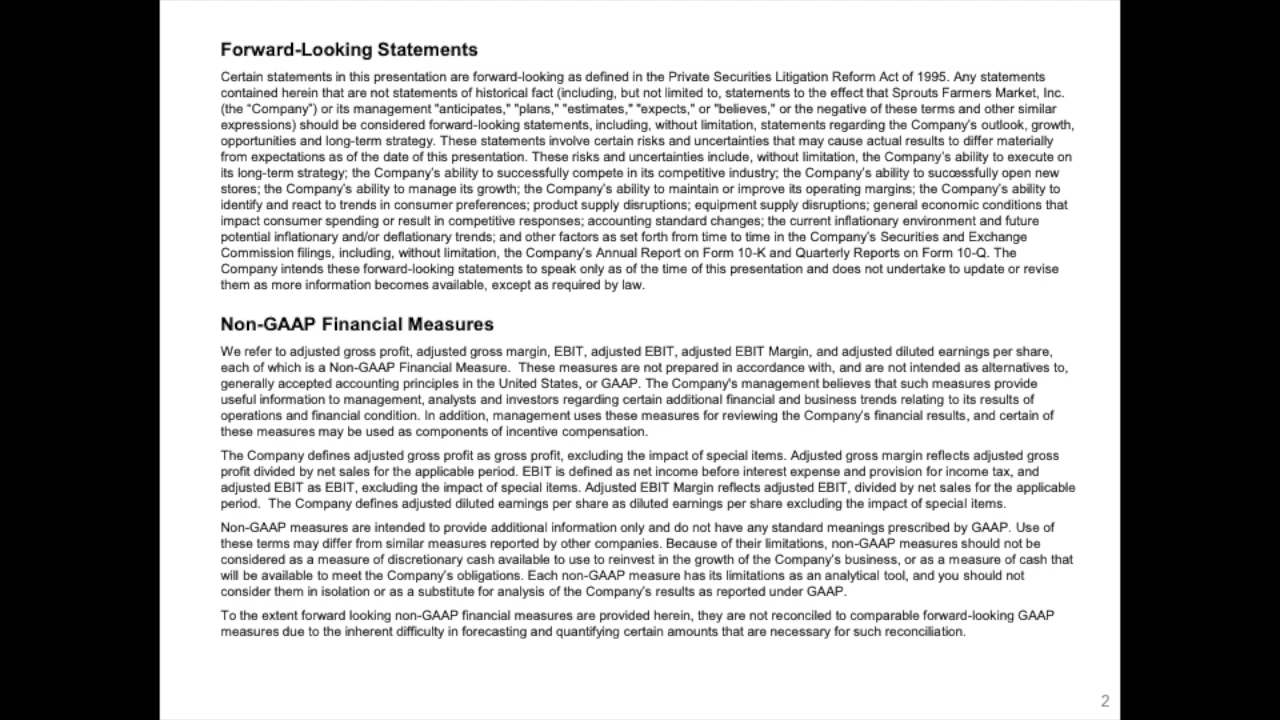 Forward-Looking Statements
Certain statements in this presentation are forward-looking as defined in the Private Securities Litigation Reform Act of 1995. Any statements
contained herein that are not statements of historical fact (including, but not limited to, statements to the effect that Sprouts Farmers Market, Inc.
(the “Company”) or its management "anticipates," "plans," "estimates," "expects," or "believes," or the negative of these terms and other similar
expressions) should be considered forward-looking statements, including, without limitation, statements regarding the Company's outlook, growth,
opportunities and long-term strategy. These statements involve certain risks and uncertainties that may cause actual results to differ materially
from expectations as of the date of this presentation. These risks and uncertainties include, without limitation, the Company's ability to execute on
its long-term strategy; the Company's ability to successfully compete in its competitive industry; the Company's ability to successfully open new
stores; the Company's ability to manage its growth; the Company's ability to maintain or improve its operating margins; the Company's ability to
identify and react to trends in consumer preferences; product supply disruptions; equipment supply disruptions; general economic conditions that
impact consumer spending or result in competitive responses; accounting standard changes; the current inflationary environment and future
potential inflationary and/or deflationary trends; and other factors as set forth from time to time in the Company's Securities and Exchange
Commission filings, including, without limitation, the Company's Annual Report on Form 10-K and Quarterly Reports on Form 10-Q. The
Company intends these forward-looking statements to speak only as of the time of this presentation and does not undertake to update or revise
them as more information becomes available, except as required by law.
Non-GAAP Financial Measures
We refer to adjusted gross profit, adjusted gross margin, EBIT, adjusted EBIT, adjusted EBIT Margin, and adjusted diluted earnings per share,
each of which is a Non-GAAP Financial Measure. These measures are not prepared in accordance with, and are not intended as alternatives to,
generally accepted accounting principles in the United States, or GAAP. The Company's management believes that such measures provide
useful information to management, analysts and investors regarding certain additional financial and business trends relating to its results of
operations and financial condition. In addition, management uses these measures for reviewing the Company's financial results, and certain of
these measures may be used as components of incentive compensation.
The Company defines adjusted gross profit as gross profit, excluding the impact of special items. Adjusted gross margin reflects adjusted gross
profit divided by net sales for the applicable period. EBIT is defined as net income before interest expense and provision for income tax, and
adjusted EBIT as EBIT, excluding the impact of special items. Adjusted EBIT Margin reflects adjusted EBIT, divided by net sales for the applicable
period. The Company defines adjusted diluted earnings per share as diluted earnings per share excluding the impact of special items.
Non-GAAP measures are intended to provide additional information only and do not have any standard meanings prescribed by GAAP. Use of
these terms may differ from similar measures reported by other companies. Because of their limitations, non-GAAP measures should not be
considered as a measure of discretionary cash available to use to reinvest in the growth of the Company's business, or as a measure of cash that
will be available to meet the Company's obligations. Each non-GAAP measure has its limitations as an analytical tool, and you should not
consider them in isolation or as a substitute for analysis of the Company's results as reported under GAAP.
To the extent forward looking non-GAAP financial measures are provided herein, they are not reconciled to comparable forward-looking GAAP
measures due to the inherent difficulty in forecasting and quantifying certain amounts that are necessary for such reconciliation.
2